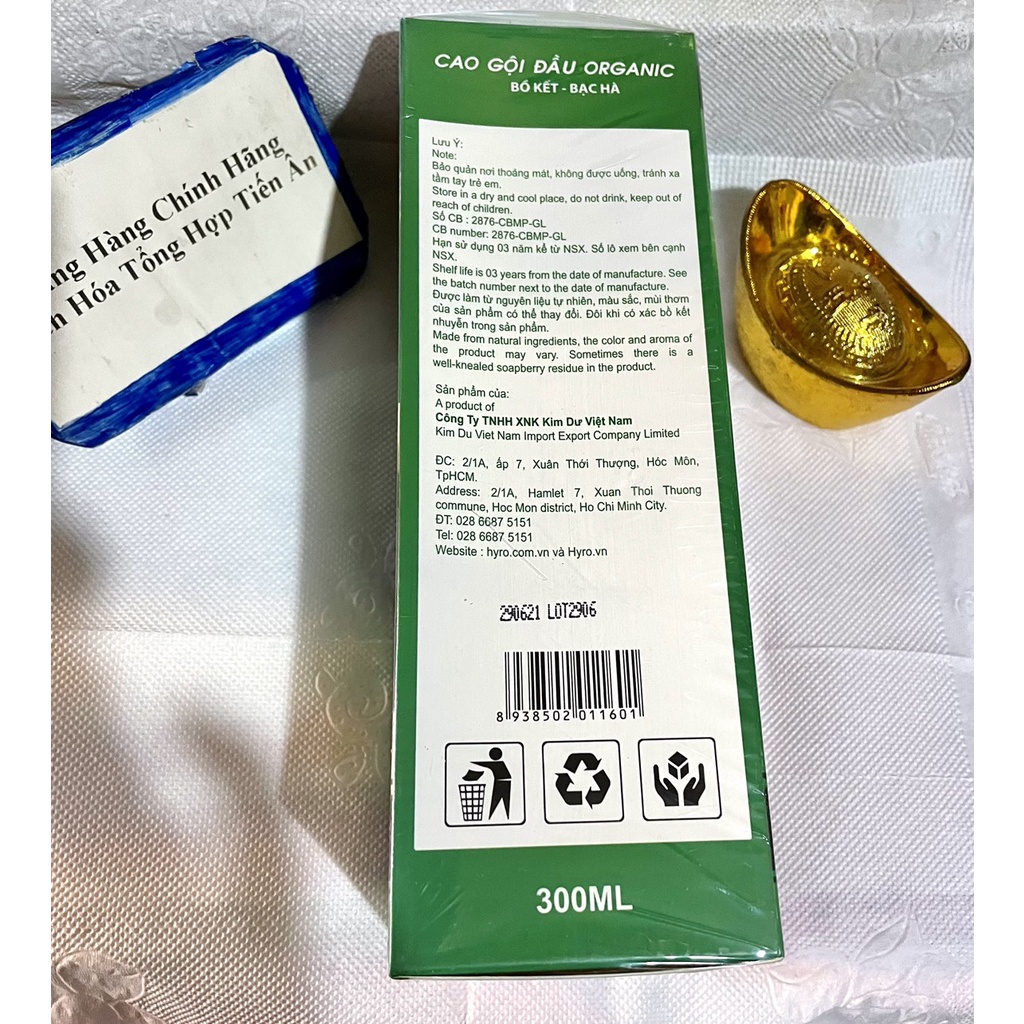 CAO GỘI ĐẦU ORGANIC
BỒ KẾT - BẠC HÀ
Hàng Chính Hãng
Hóa Tổng Hợp Tiến Ân
Lưu Ý:
Note:
Bảo quản nơi thoáng mát, không được uống, tránh xa
tầm tay trẻ em.
Store in a dry and cool place, do not drink, keep out of
reach of children.
Số CB : 2876-CBMP-GL
CB number: 2876-CBMP-GL
Hạn sử dụng 03 năm kể từ NSX. Số lô xem bên cạnh
NSX.
Shelf life is 03 years from the date of manufacture. See
the batch number next to the date of manufacture.
Được làm từ nguyên liệu tự nhiên, màu sắc, mùi thơm
của sản phẩm có thể thay đổi. Đôi khi có xác bồ kết
nhuyễn trong sản phẩm.
Made from natural ingredients, the color and aroma of
the product may vary. Sometimes there is a
well-knealed soapberry residue in the product.
Sản phẩm của:
A product of
Công Ty TNHH XNK Kim Dư Việt Nam
Kim Du Viet Nam Import Export Company Limited
ĐC: 2/1A, ấp 7, Xuân Thới Thượng, Hóc Môn,
TpHCM.
Address: 2/1A, Hamlet 7, Xuan Thoi Thuong
commune, Hoc Mon district, Ho Chi Minh City.
ĐT: 028 6687 5151
Tel: 028 6687 5151
Website : hyro.com.vn và Hyro.vn
290621 LOT2906
8 938502 011601
300ML